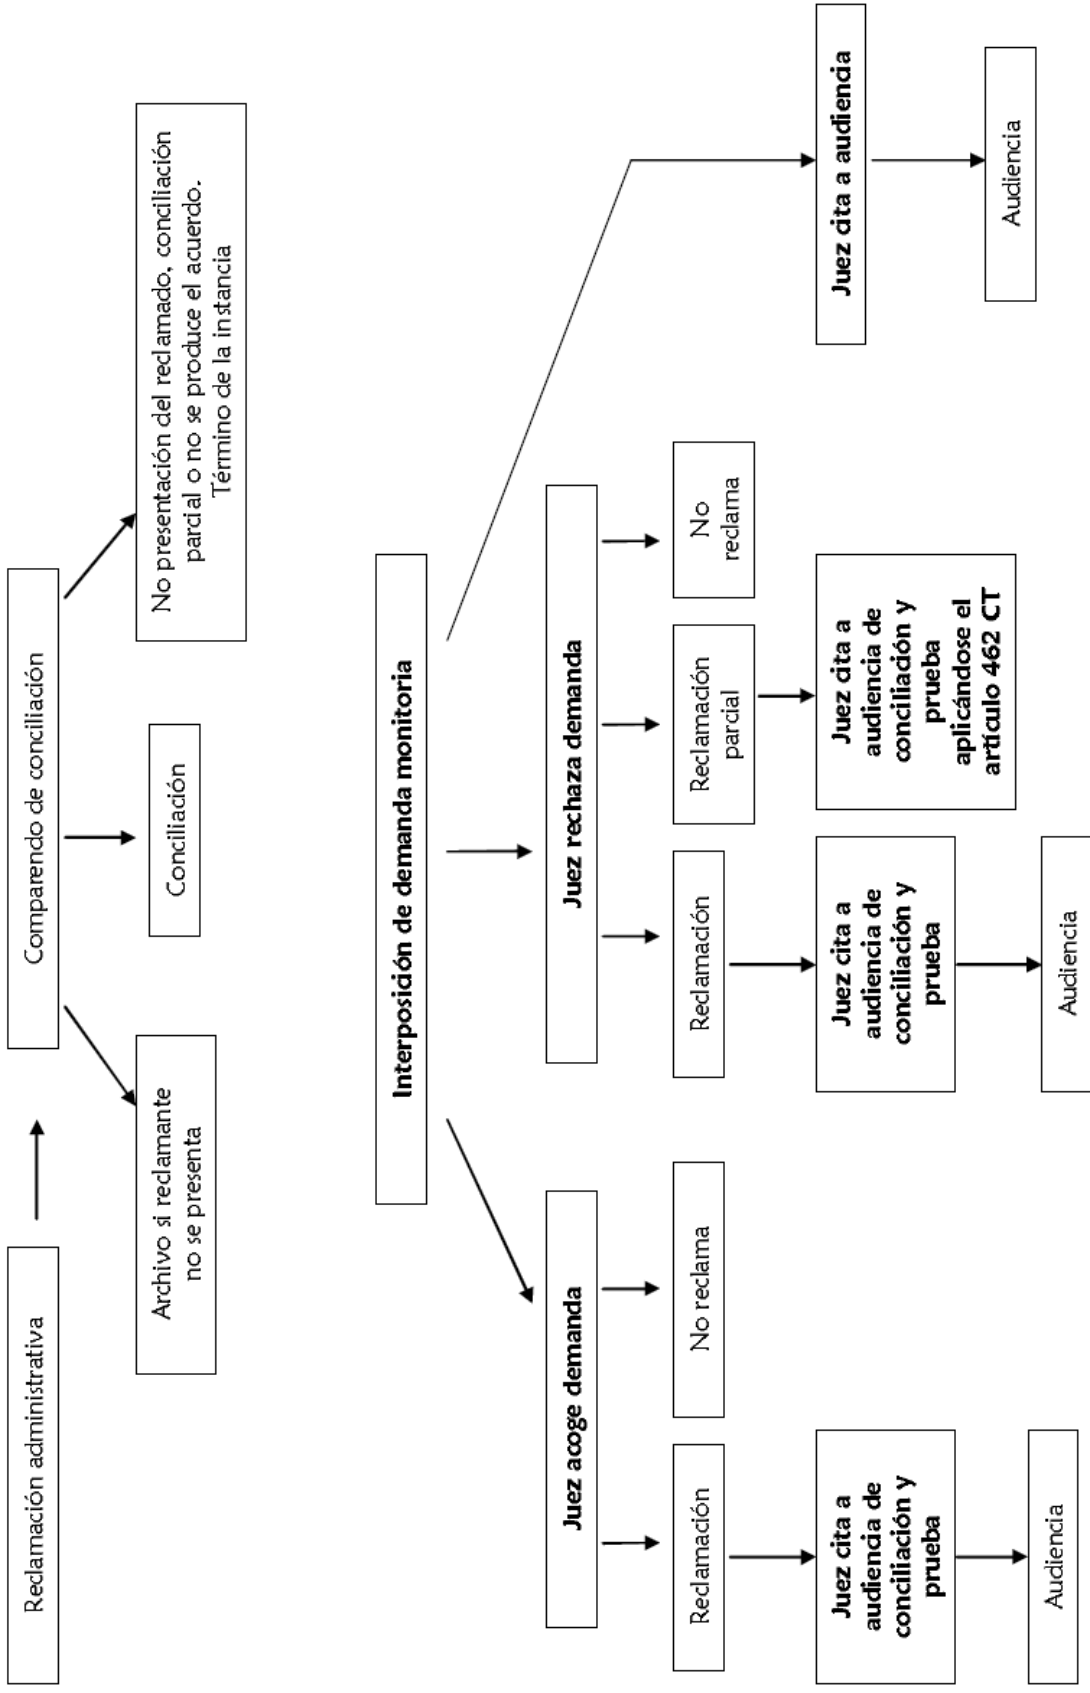 Reclamación administrativa
Comparendo de conciliación
Archivo si reclamante
no se presenta
Conciliación
No presentación del reclamado, conciliación
parcial o no se produce el acuerdo.
Término de la instancia
Interposición de demanda monitoria
Juez acoge demanda
Juez rechaza demanda
Reclamación
No reclama
Reclamación
Reclamación
parcial
No
reclama
Juez cita a
audiencia de
conciliación y
prueba
Juez cita a
audiencia de
conciliación y
prueba
Juez cita a
audiencia de
conciliación y
prueba
aplicándose el
artículo 462 CT
Juez cita a audiencia
Audiencia
Audiencia
Audiencia